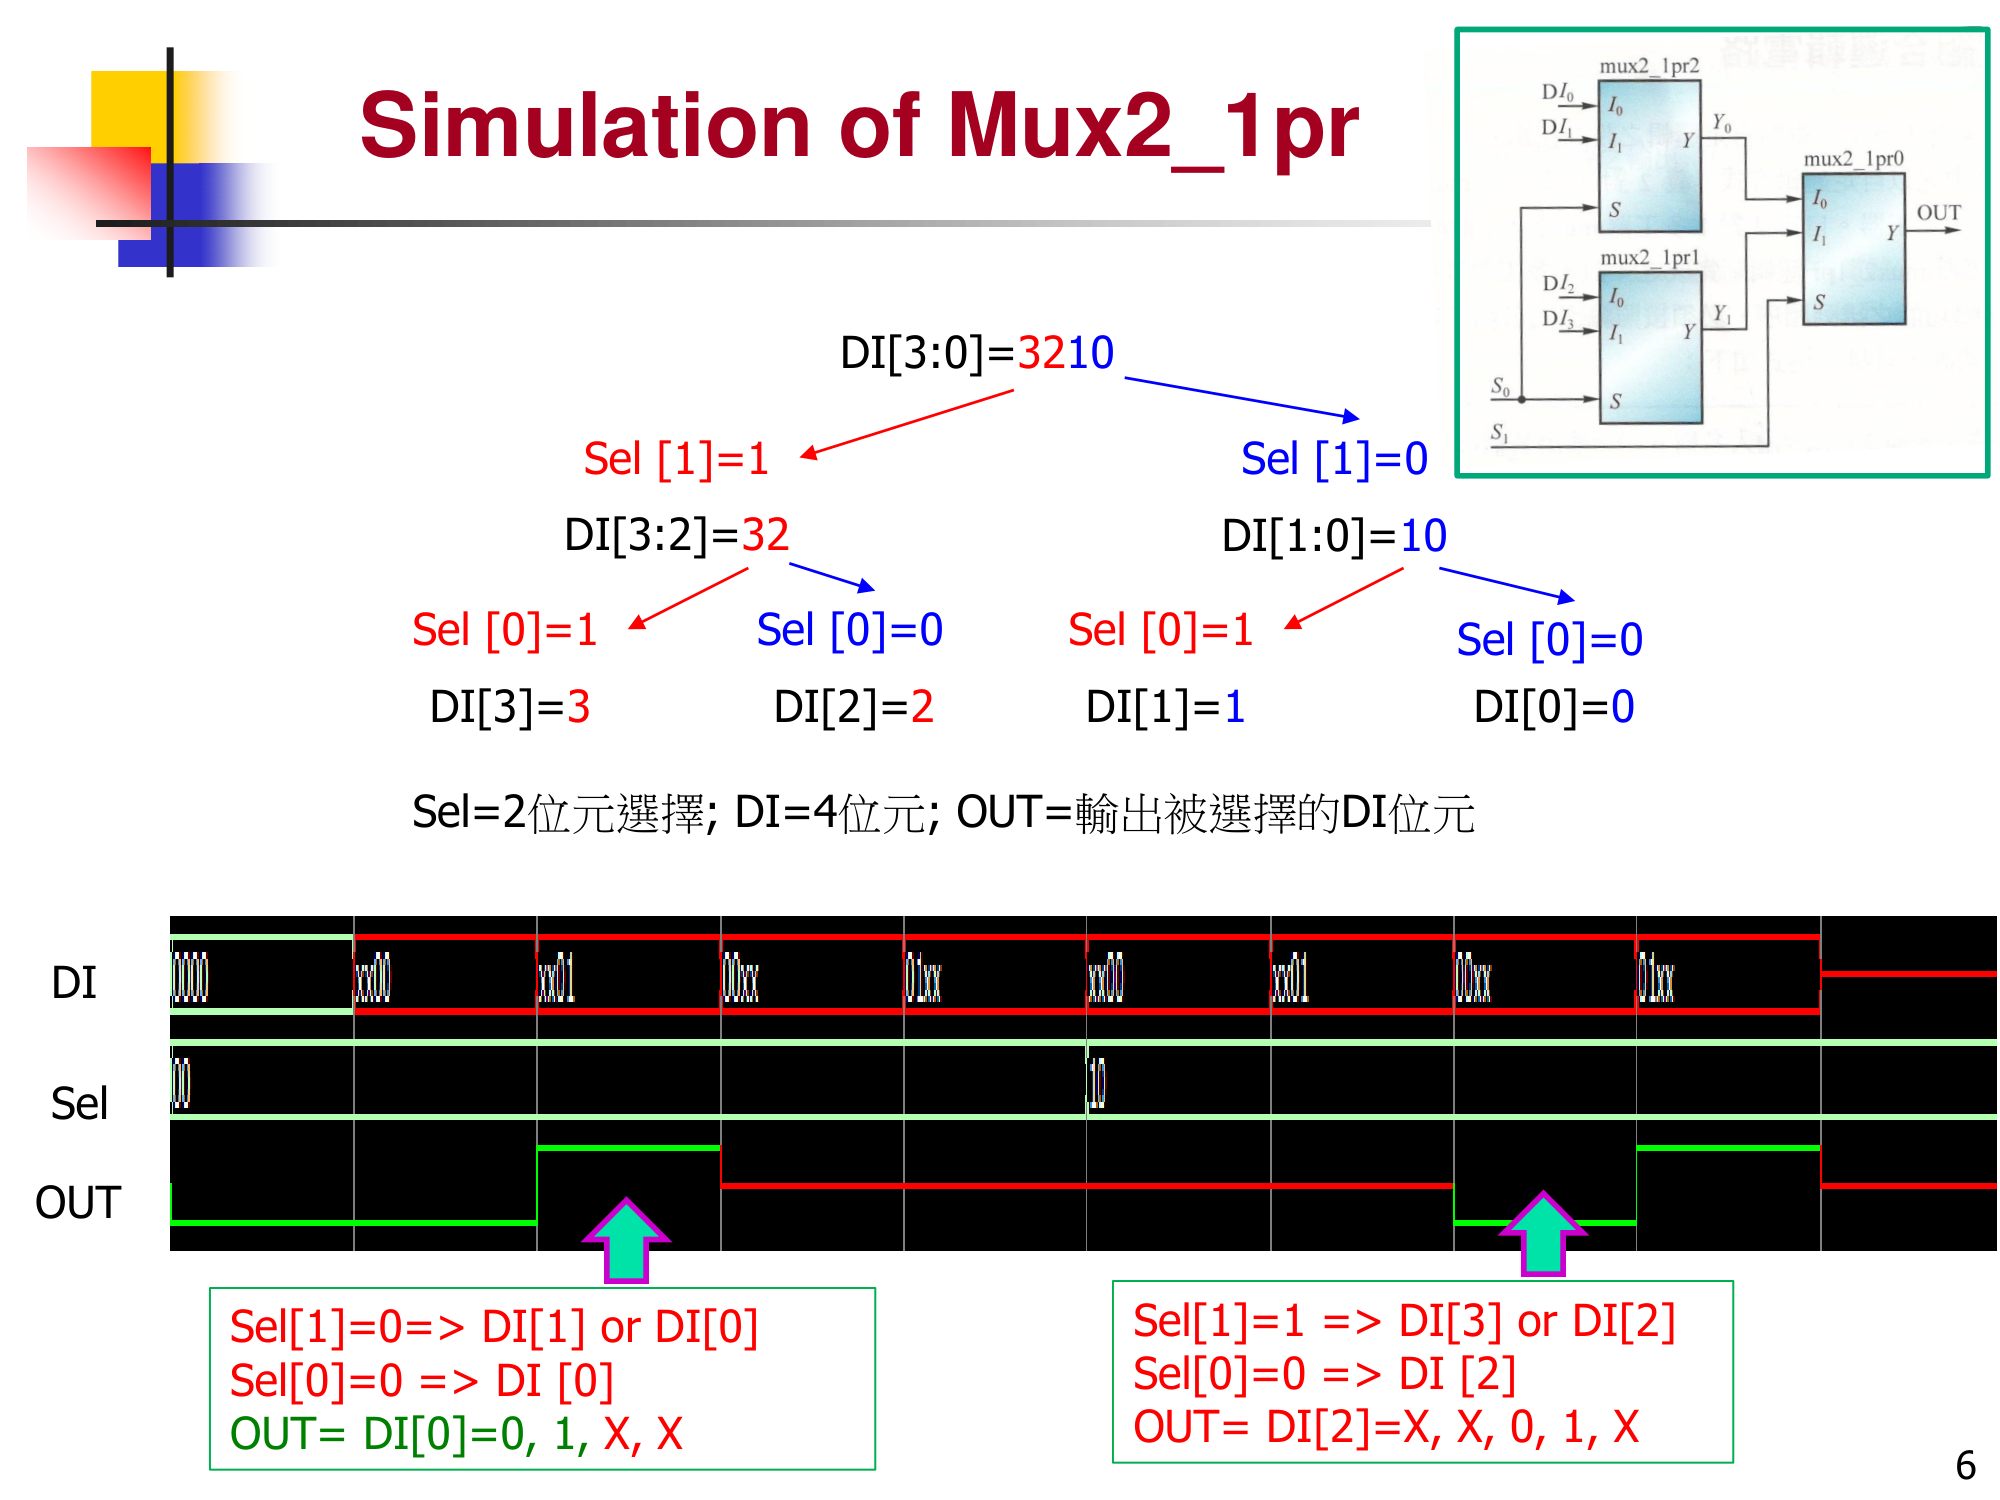 Simulation of Mux2_1pr
mux2_1pr2
DI0
DI1
I0
I1
Y
S
Y0
mux2_1pr0
I0
I1
Y
S
OUT
mux2_1pr1
DI2
DI3
I0
I1
Y
S
Y1
S0
S1
DI[3:0]=3210
Sel [1]=1
Sel [1]=0
DI[3:2]=32
DI[1:0]=10
Sel [0]=1
Sel [0]=0
Sel [0]=1
Sel [0]=0
DI[3]=3
DI[2]=2
DI[1]=1
DI[0]=0
Sel=2位元選擇; DI=4位元; OUT=輸出被選擇的DI位元
DI
0000 xx00 xx01 00xx 01xx xx00 xx01 00xx 01xx
Sel
00 10
OUT
Sel[1]=0=> DI[1] or DI[0]
Sel[0]=0 => DI [0]
OUT= DI[0]=0, 1, X, X
Sel[1]=1 => DI[3] or DI[2]
Sel[0]=0 => DI [2]
OUT= DI[2]=X, X, 0, 1, X
6